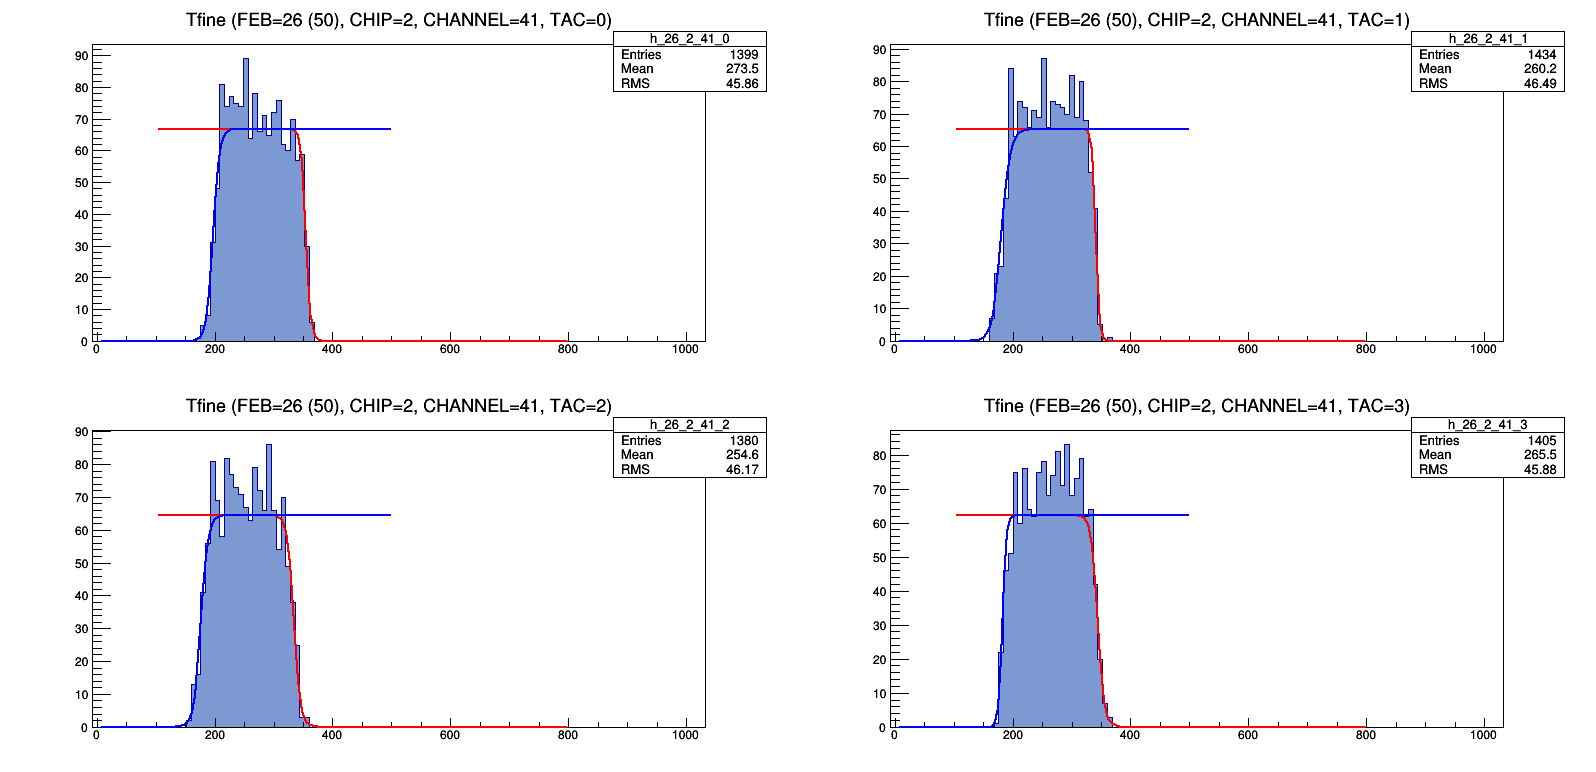 Tfine (FEB=26 (50), CHIP=2, CHANNEL=41, TAC=0)
h_26_2_41_0
Entries 1399
Mean 273.5
RMS 45.86
90
80
70
60
50
40
30
20
10
0
0 200 400 600 800 1000
Tfine (FEB=26 (50), CHIP=2, CHANNEL=41, TAC=1)
h_26_2_41_1
Entries 1434
Mean 260.2
RMS 46.49
90
80
70
60
50
40
30
20
10
0
0 200 400 600 800 1000
Tfine (FEB=26 (50), CHIP=2, CHANNEL=41, TAC=2)
h_26_2_41_2
Entries 1380
Mean 254.6
RMS 46.17
90
80
70
60
50
40
30
20
10
0
0 200 400 600 800 1000
Tfine (FEB=26 (50), CHIP=2, CHANNEL=41, TAC=3)
h_26_2_41_3
Entries 1405
Mean 265.5
RMS 45.88
80
70
60
50
40
30
20
10
0
0 200 400 600 800 1000